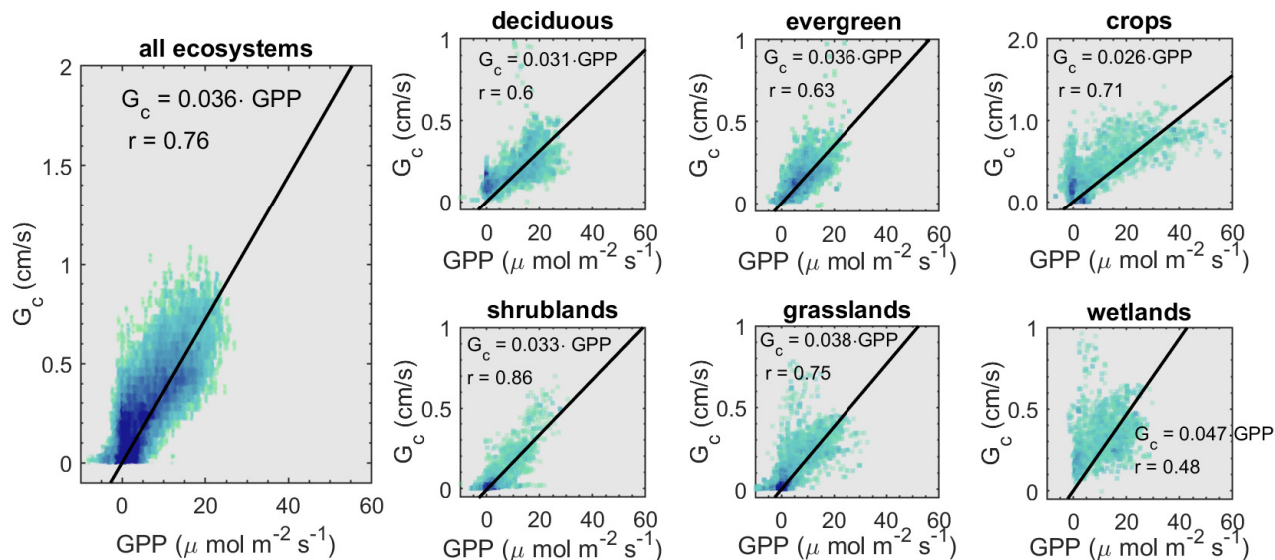 all ecosystems
G_c = 0.036· GPP
r = 0.76
2
1.5
1
0.5
0
G_c (cm/s)
0 20 40 60
GPP (μ mol m⁻² s⁻¹)
deciduous
G_c = 0.031·GPP
r = 0.6
1
0.5
0
G_c (cm/s)
0 20 40 60
GPP (μ mol m⁻² s⁻¹)
evergreen
G_c = 0.036·GPP
r = 0.63
1
0.5
0
G_c (cm/s)
0 20 40 60
GPP (μ mol m⁻² s⁻¹)
crops
G_c = 0.026·GPP
r = 0.71
2.0
1.0
0.0
G_c (cm/s)
0 20 40 60
GPP (μ mol m⁻² s⁻¹)
shrublands
G_c = 0.033· GPP
r = 0.86
1
0.5
0
G_c (cm/s)
0 20 40 60
GPP (μ mol m⁻² s⁻¹)
grasslands
G_c = 0.038·GPP
r = 0.75
1
0.5
0
G_c (cm/s)
0 20 40 60
GPP (μ mol m⁻² s⁻¹)
wetlands
G_c = 0.047·GPP
r = 0.48
1
0.5
0
G_c (cm/s)
0 20 40 60
GPP (μ mol m⁻² s⁻¹)